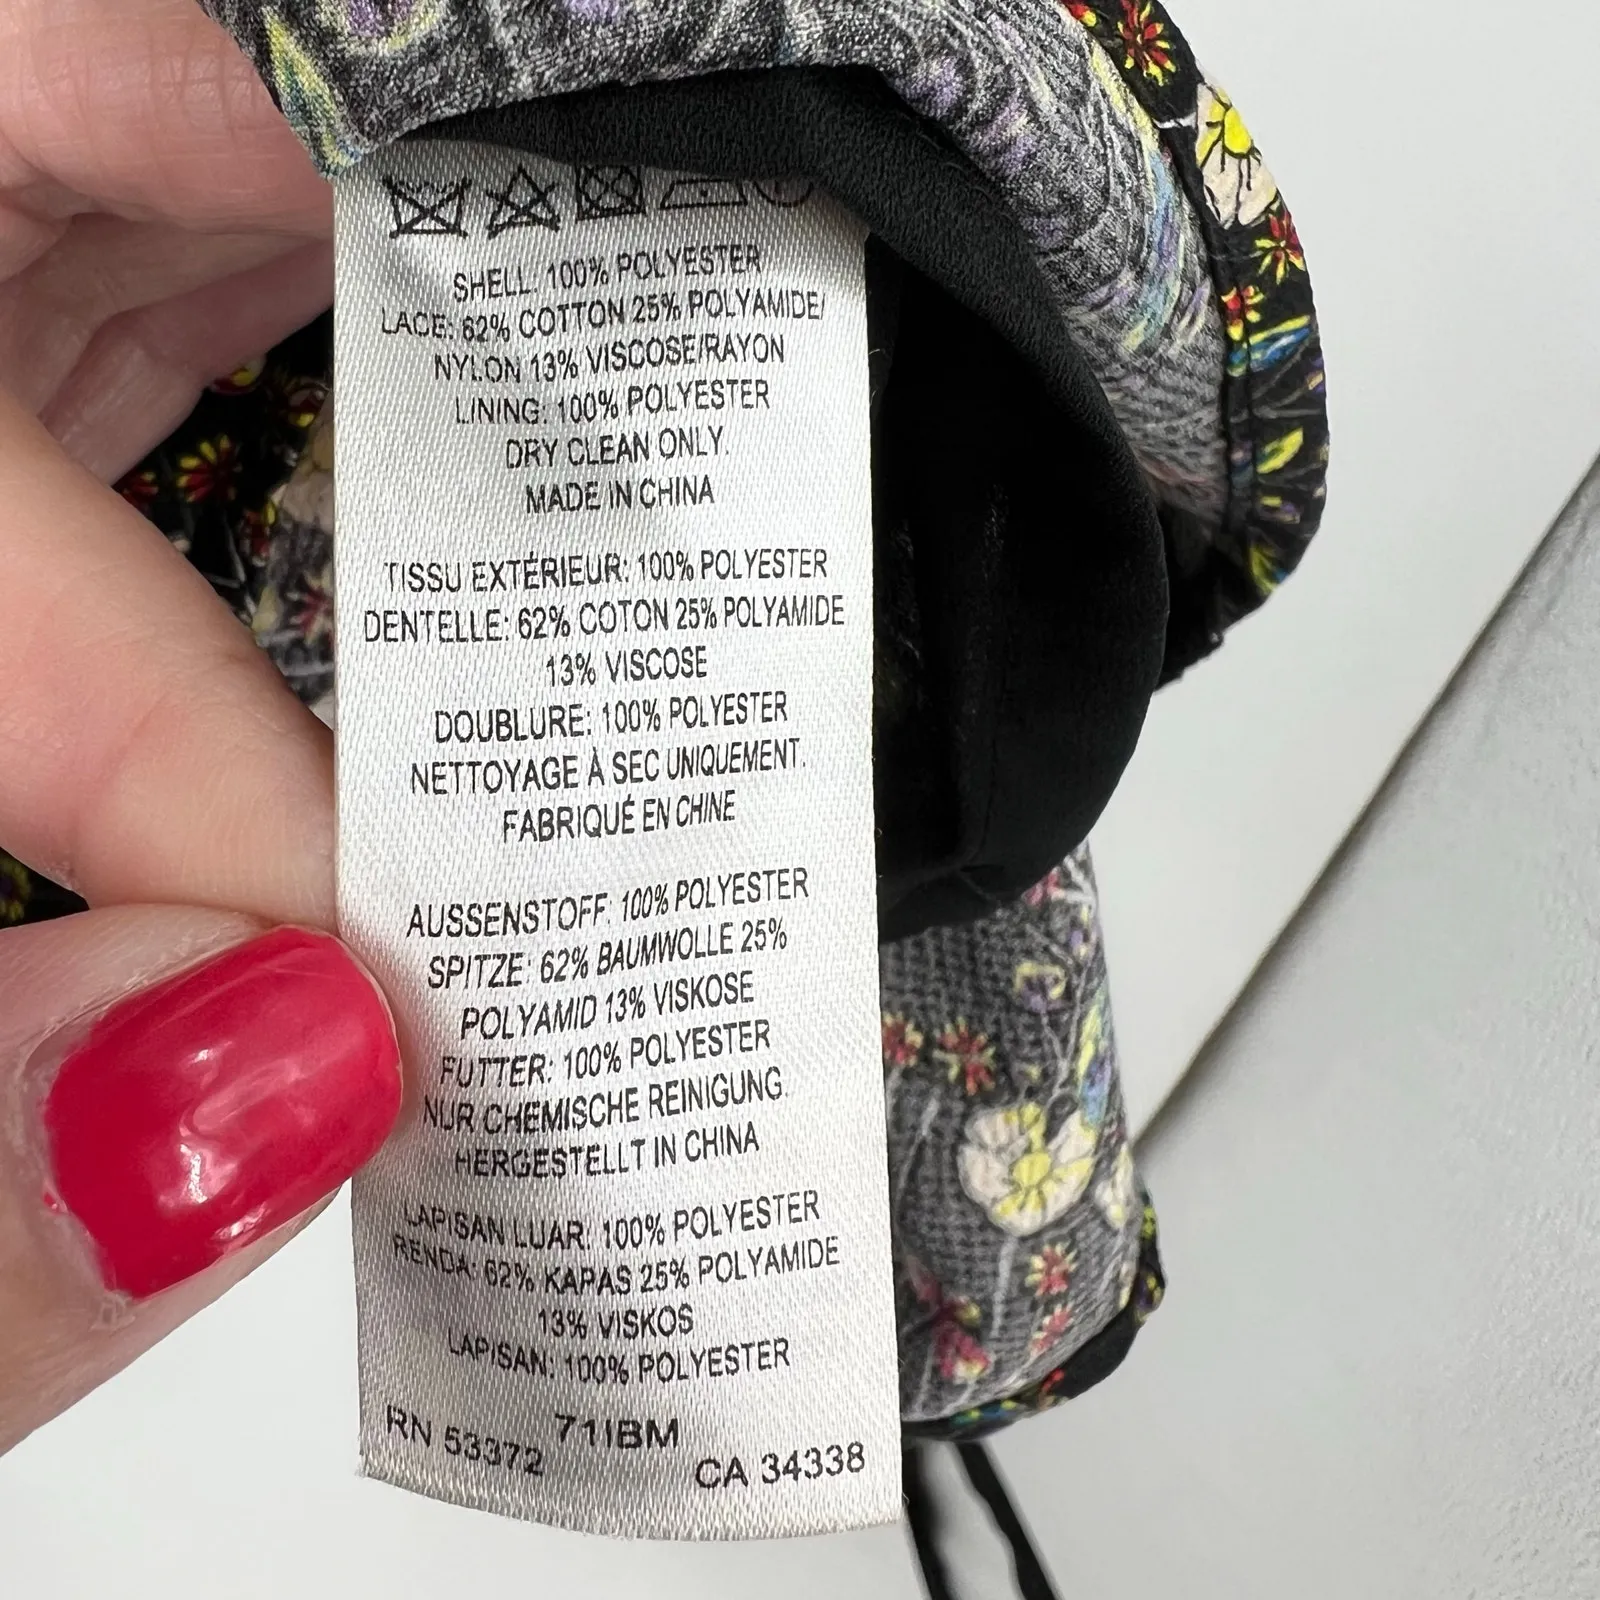 SHELL: 100% POLYESTER
LACE: 62% COTTON 25% POLYAMIDE/
NYLON 13% VISCOSE/RAYON
LINING: 100% POLYESTER
DRY CLEAN ONLY.
MADE IN CHINA
TISSU EXTÉRIEUR: 100% POLYESTER
DENTELLE: 62% COTON 25% POLYAMIDE
13% VISCOSE
DOUBLURE: 100% POLYESTER
NETTOYAGE À SEC UNIQUEMENT.
FABRIQUÉ EN CHINE
AUSSENSTOFF: 100% POLYESTER
SPITZE: 62% BAUMWOLLE 25%
POLYAMID 13% VISKOSE
FUTTER: 100% POLYESTER
NUR CHEMISCHE REINIGUNG.
HERGESTELLT IN CHINA
LAPISAN LUAR: 100% POLYESTER
RENDA: 62% KAPAS 25% POLYAMIDE
13% VISKOS
LAPISAN: 100% POLYESTER
RN 53372 71IBM CA 34338